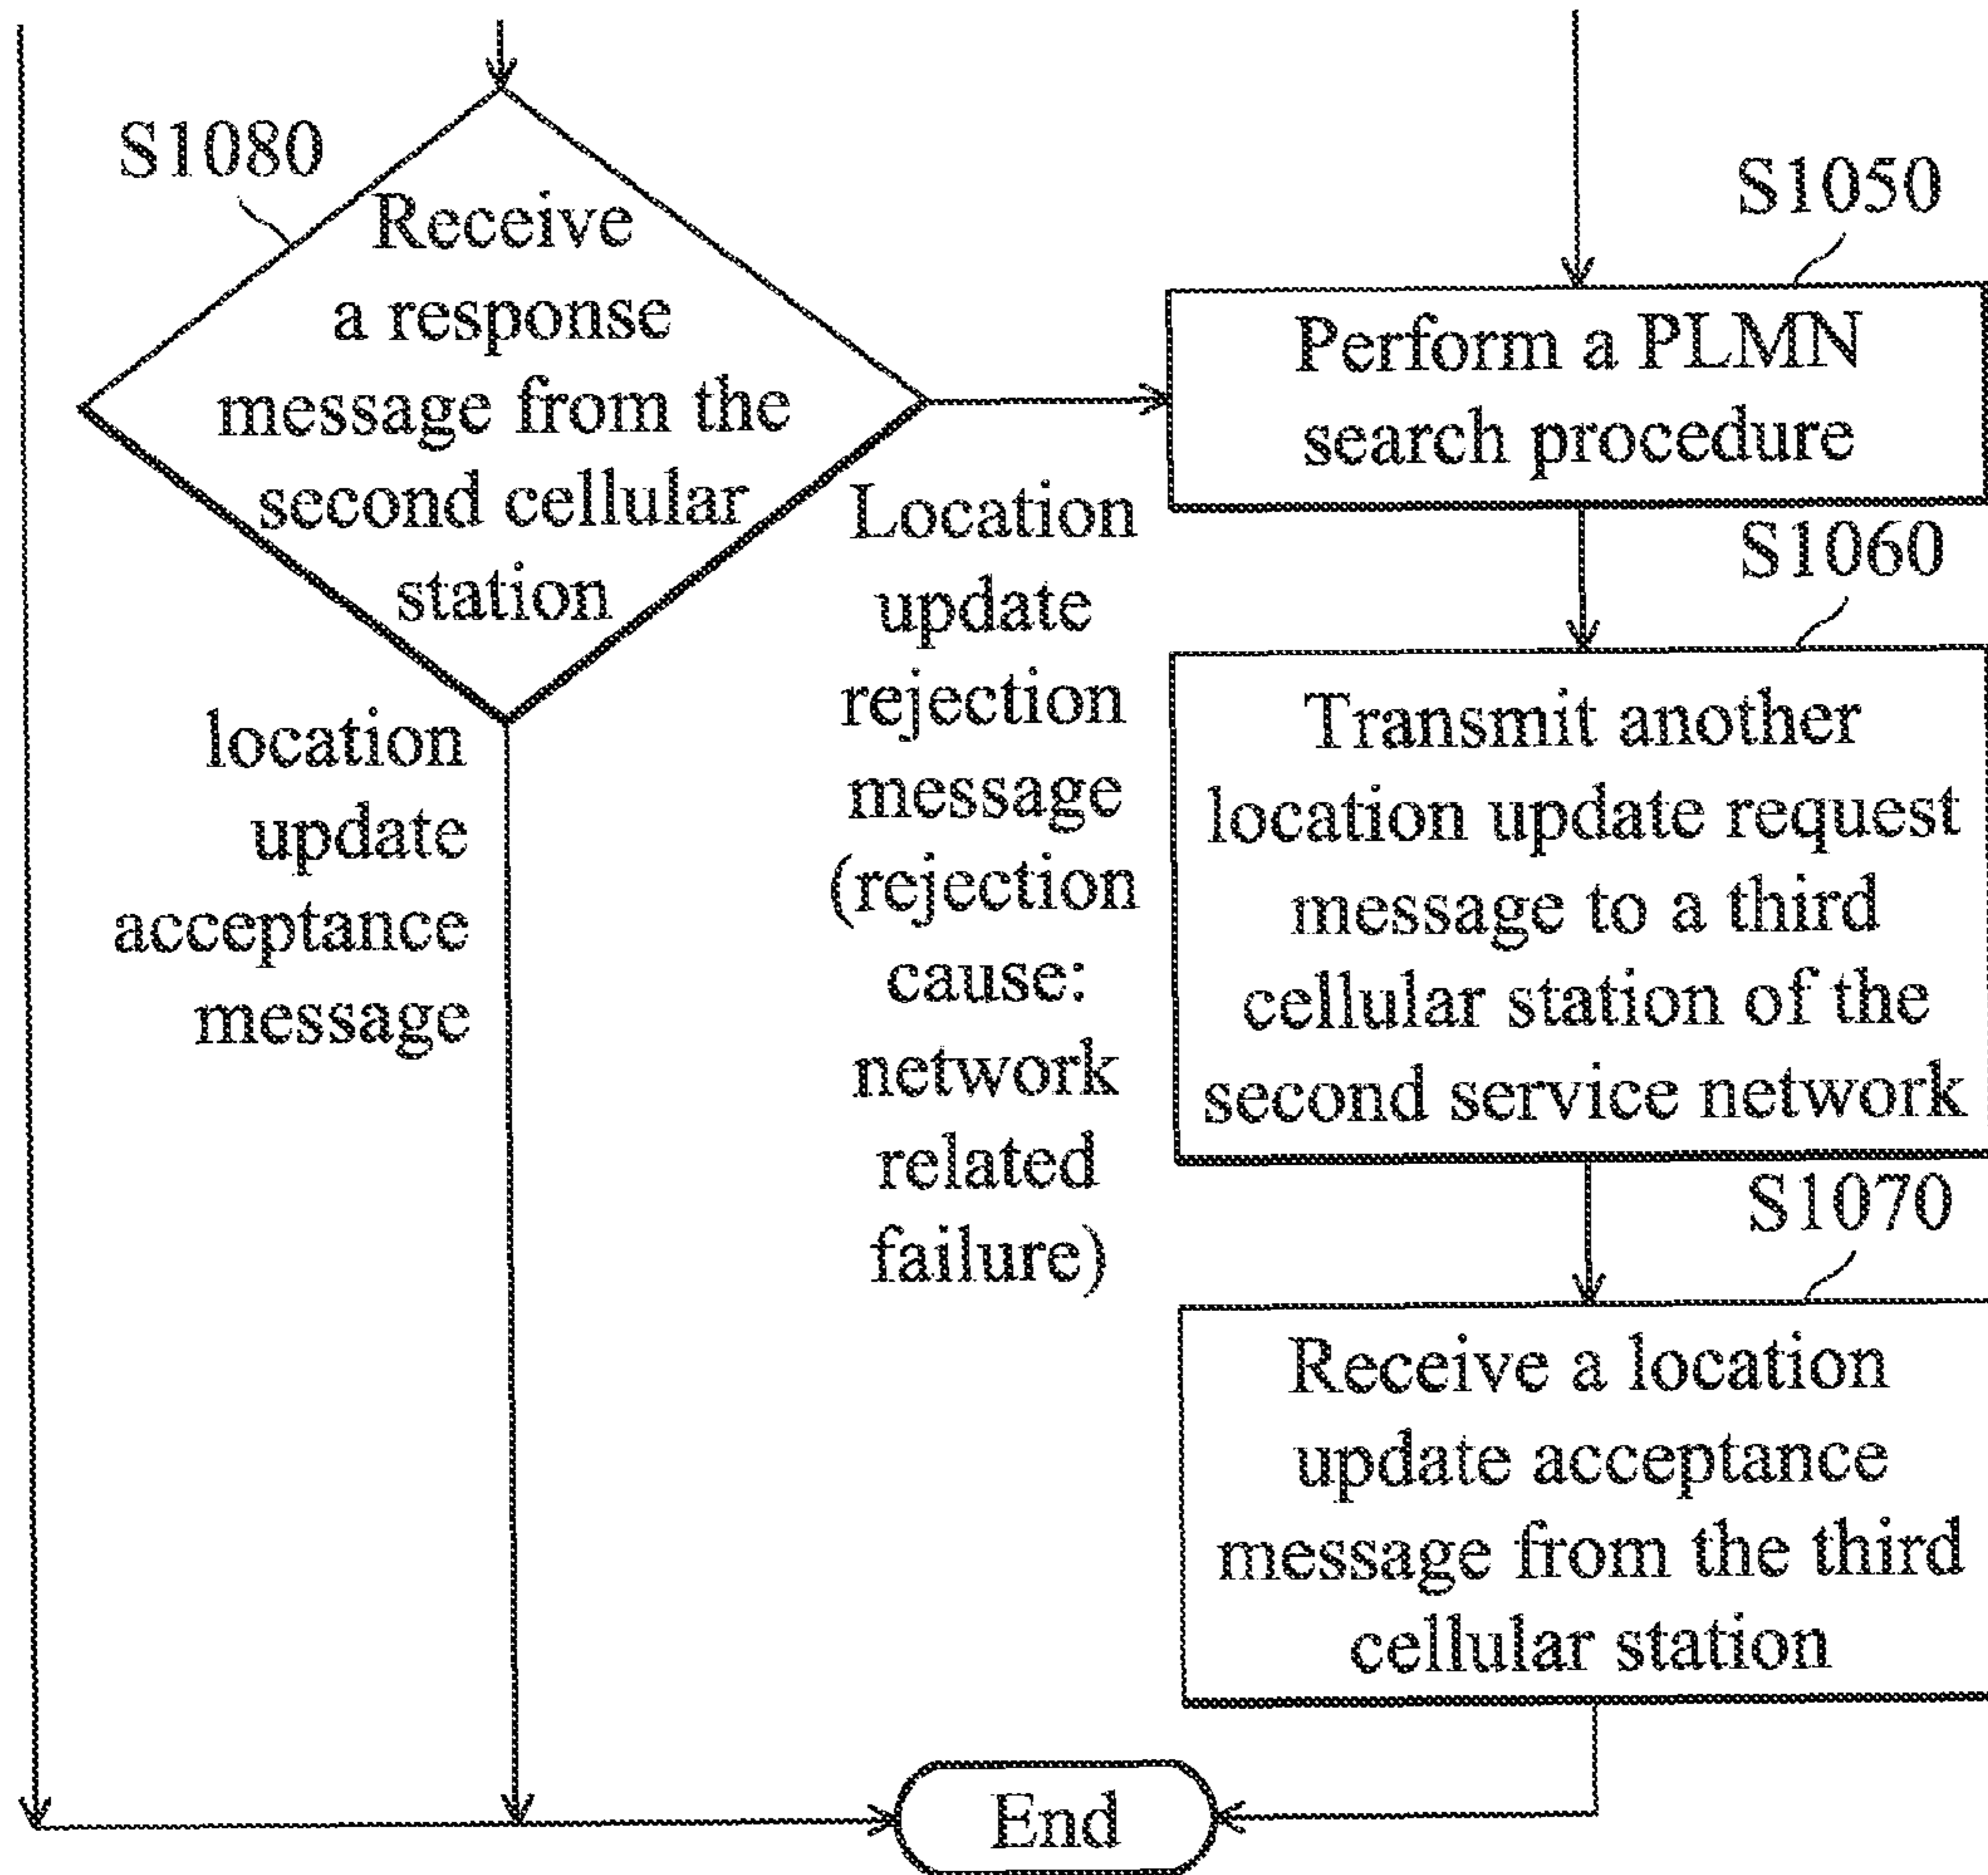 S1080
Receive
a response
message from the
second cellular
station
location
update
acceptance
message
Location
update
rejection
message
(rejection
cause:
network
related
failure)
S1050
Perform a PLMN
search procedure
S1060
Transmit another
location update request
message to a third
cellular station of the
second service network
S1070
Receive a location
update acceptance
message from the third
cellular station
End